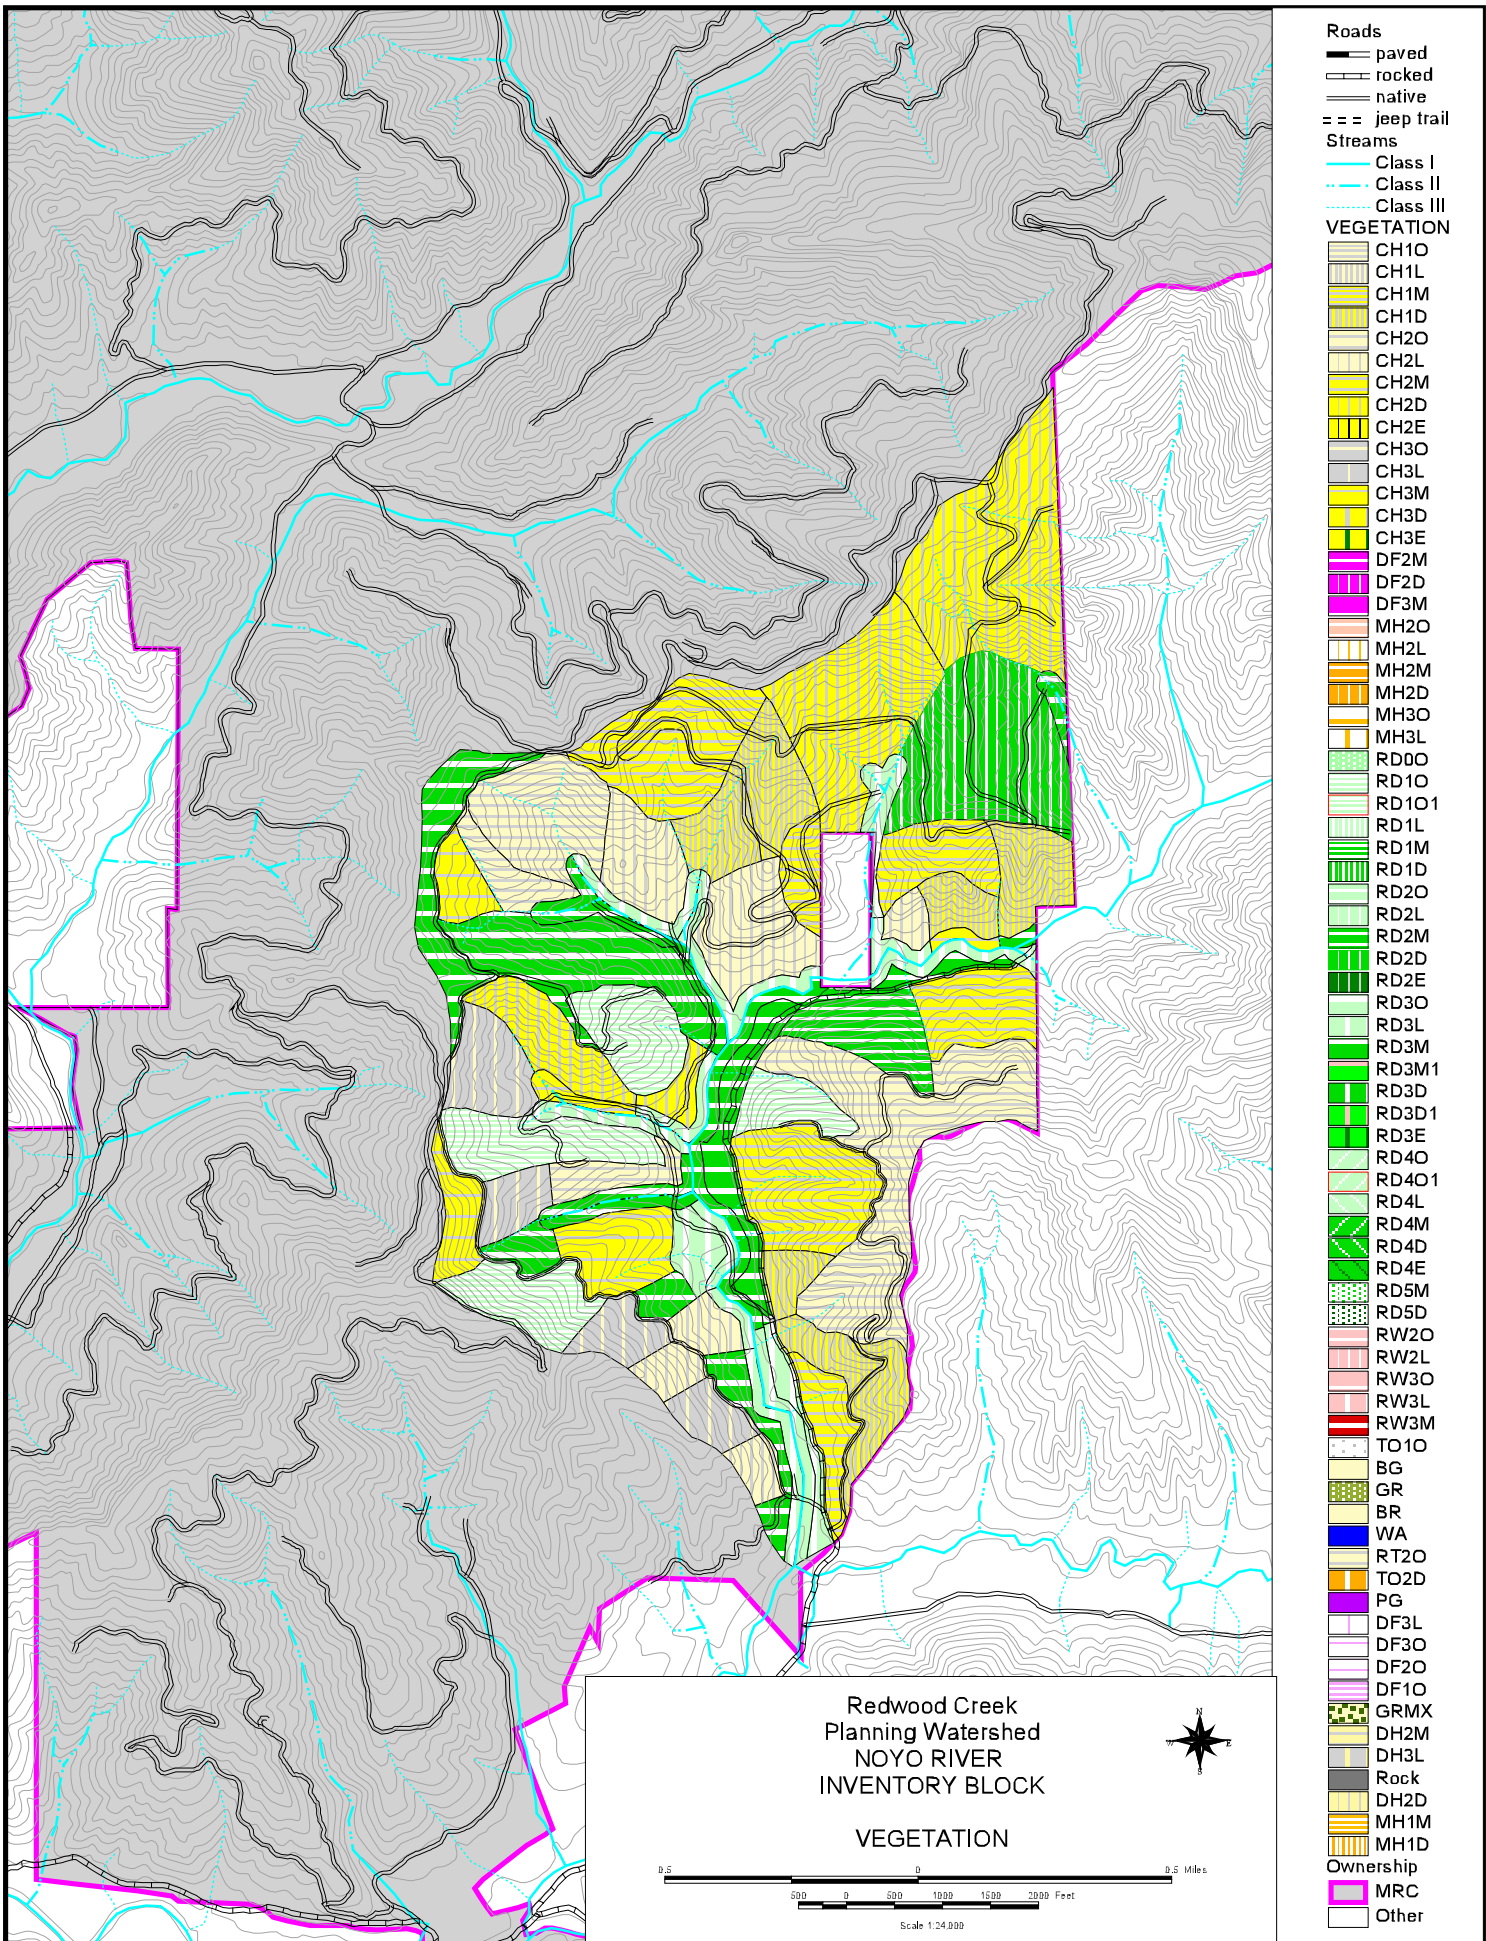 Roads
paved
rocked
native
jeep trail
Streams
Class I
Class II
Class III
VEGETATION
CH1O
CH1L
CH1M
CH1D
CH2O
CH2L
CH2M
CH2D
CH2E
CH3O
CH3L
CH3M
CH3D
CH3E
DF2M
DF2D
DF3M
MH2O
MH2L
MH2M
MH2D
MH3O
MH3L
RD0O
RD1O
RD1O1
RD1L
RD1M
RD1D
RD2O
RD2L
RD2M
RD2D
RD2E
RD3O
RD3L
RD3M
RD3M1
RD3D
RD3D1
RD3E
RD4O
RD4O1
RD4L
RD4M
RD4D
RD4E
RD5M
RD5D
RW2O
RW2L
RW3O
RW3L
RW3M
TO1O
BG
GR
BR
WA
RT2O
TO2D
PG
DF3L
DF3O
DF2O
DF1O
GRMX
DH2M
DH3L
Rock
DH2D
MH1M
MH1D
Ownership
MRC
Other
Redwood Creek
Planning Watershed
NOYO RIVER
INVENTORY BLOCK
VEGETATION
N
W E
S
0.5 0 0.5 Miles
500 0 500 1000 1500 2000 Feet
Scale 1:24,000